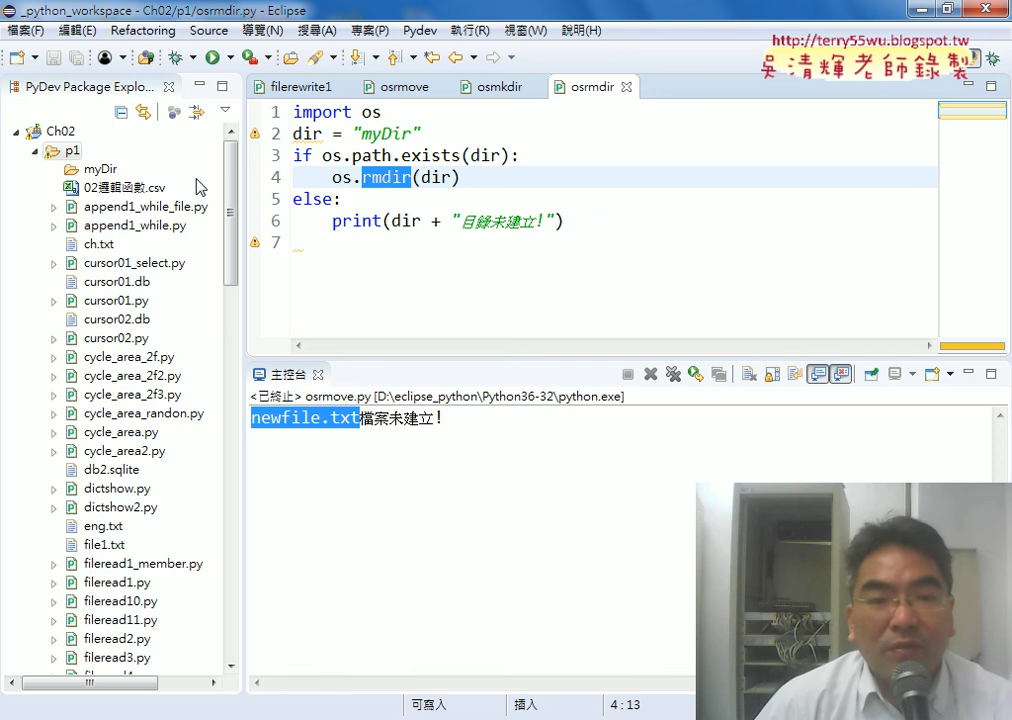 _python_workspace - Ch02/p1/osrmdir.py - Eclipse
檔案(F) 編輯(E) Refactoring Source 導覽(N) 搜尋(A) 專案(P) Pydev 執行(R) 視窗(W) 說明(H)
http://terry55wu.blogspot.tw
吳清輝老師錄製
PyDev Package Explo...
filerewrite1 osrmove osmkdir osrmdir
Ch02
p1
myDir
02邏輯函數.csv
append1_while_file.py
append1_while.py
ch.txt
cursor01_select.py
cursor01.db
cursor01.py
cursor02.db
cursor02.py
cycle_area_2f.py
cycle_area_2f2.py
cycle_area_2f3.py
cycle_area_randon.py
cycle_area.py
cycle_area2.py
db2.sqlite
dictshow.py
dictshow2.py
eng.txt
file1.txt
fileread1_member.py
fileread1.py
fileread10.py
fileread11.py
fileread2.py
fileread3.py
1 import os
2 dir = "myDir"
3 if os.path.exists(dir):
4 os.rmdir(dir)
5 else:
6 print(dir + "目錄未建立!")
7
主控台
<已終止> osrmove.py [D:\eclipse_python\Python36-32\python.exe]
newfile.txt檔案未建立!
可寫入 插入 4:13